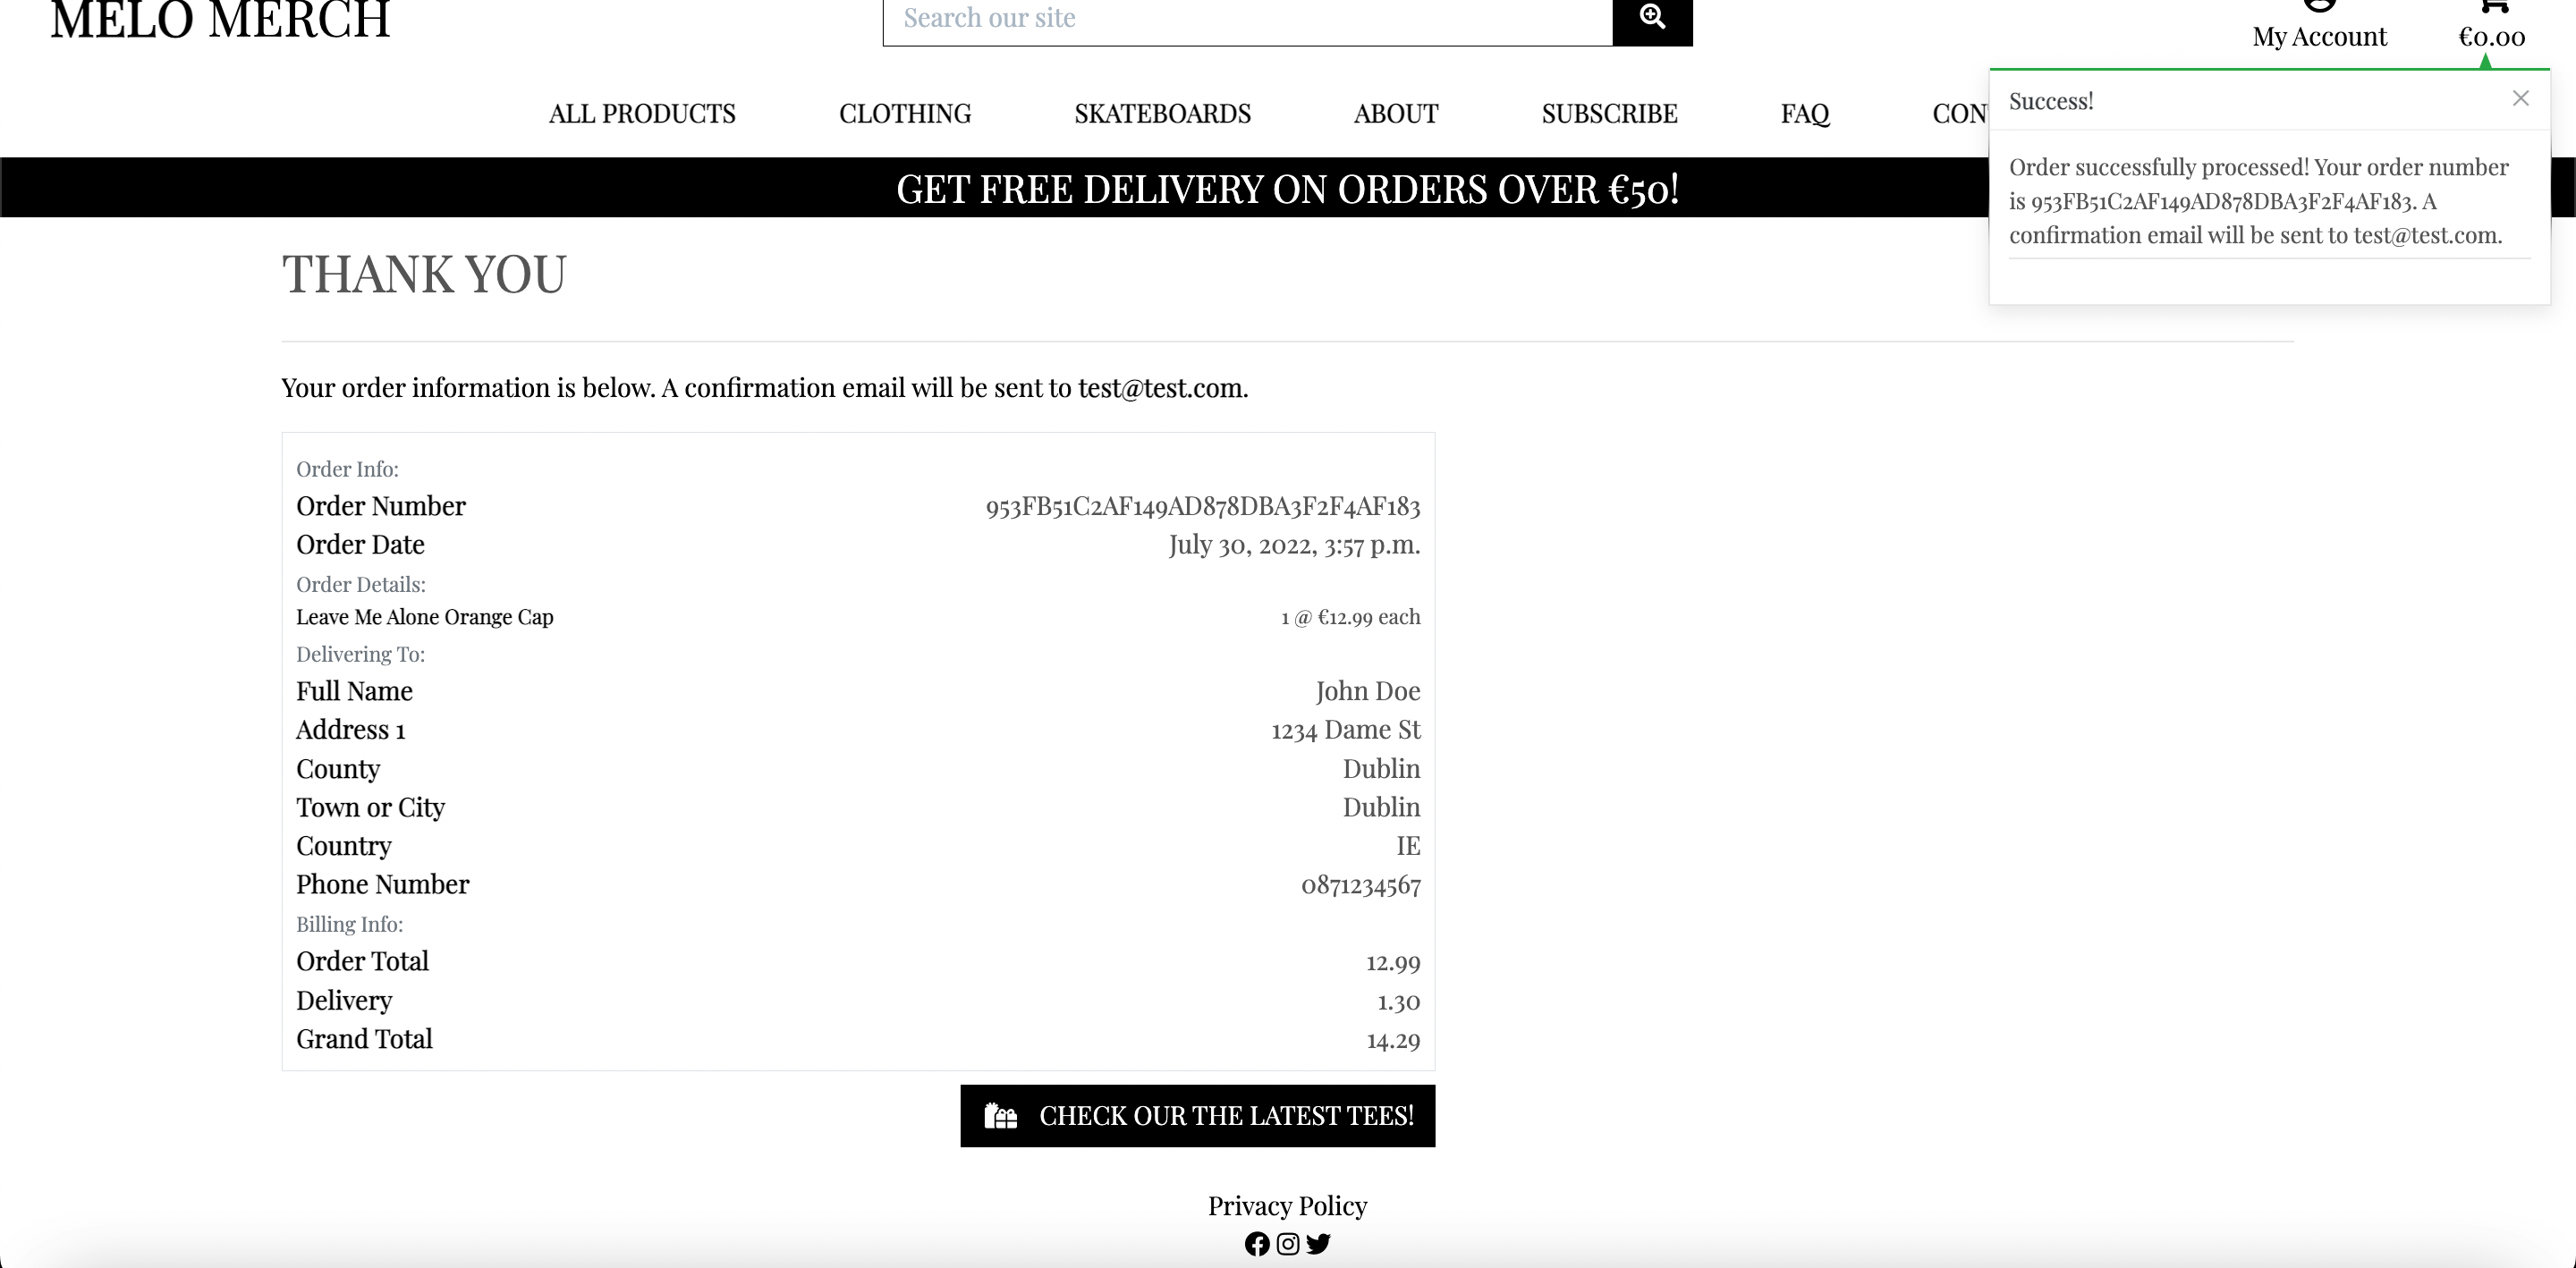 MELO MERCH
Search our site
My Account
€0.00
ALL PRODUCTS CLOTHING SKATEBOARDS ABOUT SUBSCRIBE FAQ CON
Success!
Order successfully processed! Your order number
is 953FB51C2AF149AD878DBA3F2F4AF183. A
confirmation email will be sent to test@test.com.
GET FREE DELIVERY ON ORDERS OVER €50!
THANK YOU
Your order information is below. A confirmation email will be sent to test@test.com.
Order Info:
Order Number 953FB51C2AF149AD878DBA3F2F4AF183
Order Date July 30, 2022, 3:57 p.m.
Order Details:
Leave Me Alone Orange Cap 1 @ €12.99 each
Delivering To:
Full Name John Doe
Address 1 1234 Dame St
County Dublin
Town or City Dublin
Country IE
Phone Number 0871234567
Billing Info:
Order Total 12.99
Delivery 1.30
Grand Total 14.29
CHECK OUR THE LATEST TEES!
Privacy Policy